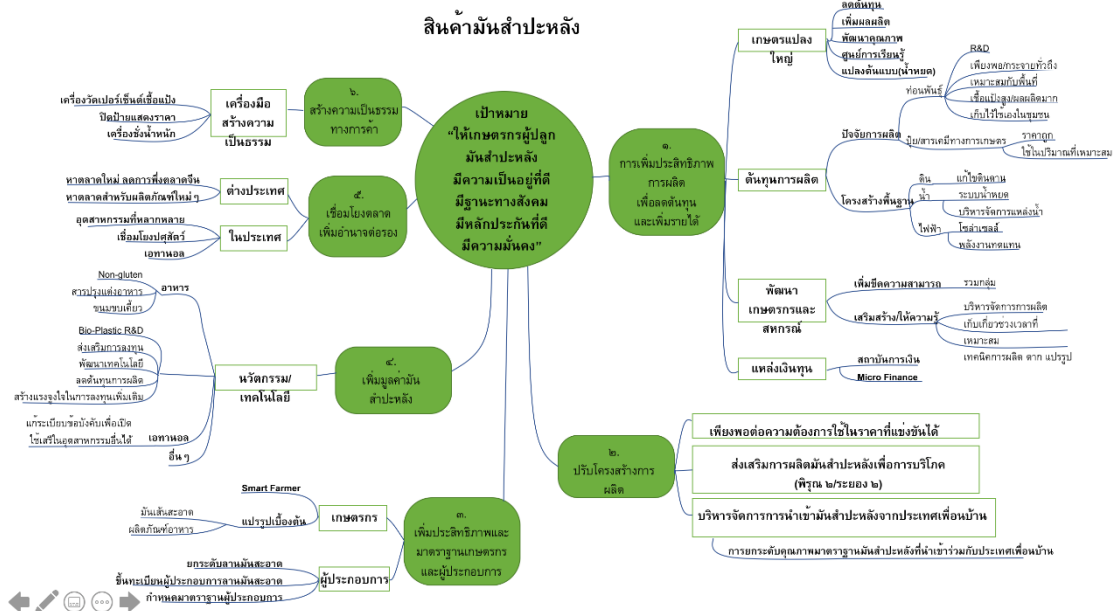 สินค้ามันสำปะหลัง
เป้าหมาย
“ให้เกษตรกรผู้ปลูก
มันสำปะหลัง
มีความเป็นอยู่ที่ดี
มีฐานะทางสังคม
มีหลักประกันที่ดี
มีความมั่นคง”
๑.
การเพิ่มประสิทธิภาพ
การผลิต
เพื่อลดต้นทุน
และเพิ่มรายได้
เกษตรแปลง
ใหญ่
ลดต้นทุน
เพิ่มผลผลิต
พัฒนาคุณภาพ
ศูนย์การเรียนรู้
แปลงต้นแบบ(น้ำหยด)
ต้นทุนการผลิต
ปัจจัยการผลิต
ท่อนพันธุ์
R&D
เพียงพอ/กระจายทั่วถึง
เหมาะสมกับพื้นที่
เชื้อแป้งสูง/ผลผลิตมาก
เก็บไว้ใช้เองในชุมชน
ปุ๋ย/สารเคมีทางการเกษตร
ราคาถูก
ใช้ในปริมาณที่เหมาะสม
โครงสร้างพื้นฐาน
ดิน
แก้ไขดินดาน
น้ำ
ระบบน้ำหยด
บริหารจัดการแหล่งน้ำ
ไฟฟ้า
โซล่าเซลล์
พลังงานทดแทน
พัฒนา
เกษตรกรและ
สหกรณ์
เพิ่มขีดความสามารถ
รวมกลุ่ม
เสริมสร้าง/ให้ความรู้
บริหารจัดการการผลิต
เก็บเกี่ยวช่วงเวลาที่
เหมาะสม
เทคนิคการผลิต ตาก แปรรูป
แหล่งเงินทุน
สถาบันการเงิน
Micro Finance
๒.
ปรับโครงสร้างการ
ผลิต
เพียงพอต่อความต้องการใช้ในราคาที่แข่งขันได้
ส่งเสริมการผลิตมันสำปะหลังเพื่อการบริโภค
(พิรุณ ๒/ระยอง ๒)
บริหารจัดการการนำเข้ามันสำปะหลังจากประเทศเพื่อนบ้าน
การยกระดับคุณภาพมาตราฐานมันสำปะหลังที่นำเข้าร่วมกับประเทศเพื่อนบ้าน
๓.
เพิ่มประสิทธิภาพและ
มาตราฐานเกษตรกร
และผู้ประกอบการ
เกษตรกร
Smart Farmer
แปรรูปเบื้องต้น
มันเส้นสะอาด
ผลิตภัณฑ์อาหาร
ผู้ประกอบการ
ยกระดับลานมันสะอาด
ขึ้นทะเบียนผู้ประกอบการลานมันสะอาด
กำหนดมาตราฐานผู้ประกอบการ
๔.
เพิ่มมูลค่ามัน
สำปะหลัง
นวัตกรรม/
เทคโนโลยี
อาหาร
Non-gluten
สารปรุงแต่งอาหาร
ขนมขบเคี้ยว
Bio-Plastic R&D
ส่งเสริมการลงทุน
พัฒนาเทคโนโลยี
ลดต้นทุนการผลิต
สร้างแรงจูงใจในการลงทุนเพิ่มเติม
แก้ระเบียบข้อบังคับเพื่อเปิด
ใช้เสรีในอุตสาหกรรมอื่นได้
เอทานอล
อื่น ๆ
๕.
เชื่อมโยงตลาด
เพิ่มอำนาจต่อรอง
ต่างประเทศ
หาตลาดใหม่ ลดการพึ่งตลาดจีน
หาตลาดสำหรับผลิตภัณฑ์ใหม่ ๆ
ในประเทศ
อุตสาหกรรมที่หลากหลาย
เชื่อมโยงปศุสัตว์
เอทานอล
๖.
สร้างความเป็นธรรม
ทางการค้า
เครื่องมือ
สร้างความ
เป็นธรรม
เครื่องวัดเปอร์เซ็นต์เชื้อแป้ง
ปิดป้ายแสดงราคา
เครื่องชั่งน้ำหนัก